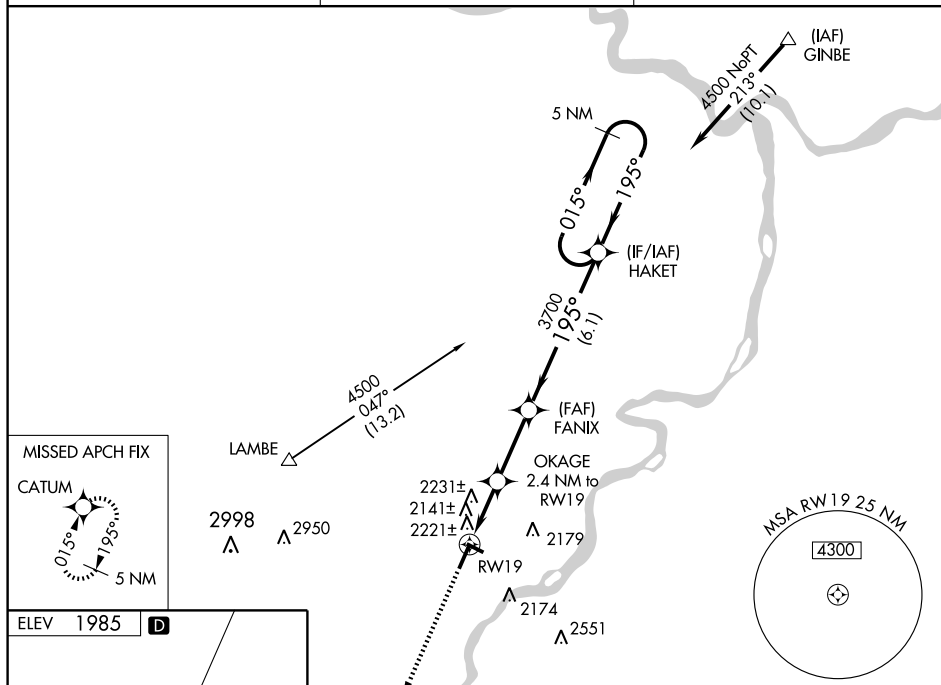 (IAF)
GINBE
4500 NoPT
213°
(10.1)
5 NM
015°
195°
(IF/IAF)
HAKET
3700
195°
(6.1)
4500
047°
(13.2)
LAMBE
(FAF)
FANIX
OKAGE
2.4 NM to
RW19
2231±
2141±
2221±
2179
RW19
2174
2551
2998
2950
MISSED APCH FIX
CATUM
015°
195°
5 NM
MSA RW19 25 NM
4300
ELEV 1985 D